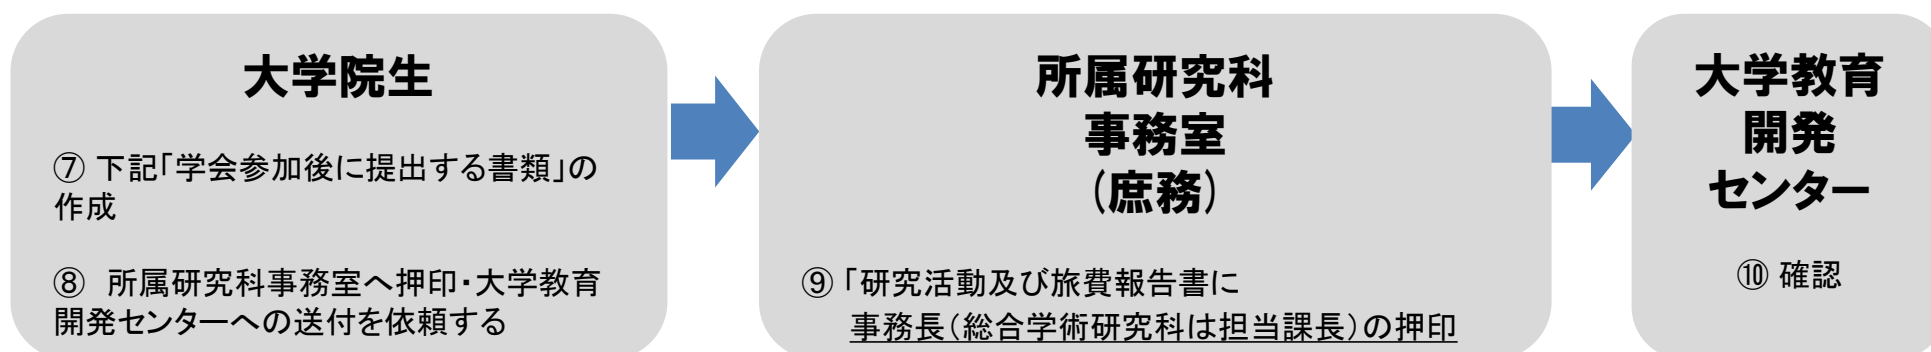 大学院生
⑦ 下記「学会参加後に提出する書類」の
作成
⑧ 所属研究科事務室へ押印・大学教育
開発センターへの送付を依頼する
所属研究科
事務室
(庶務)
⑨ 「研究活動及び旅費報告書に
事務長(総合学術研究科は担当課長)の押印
大学教育
開発
センター
⑩ 確認